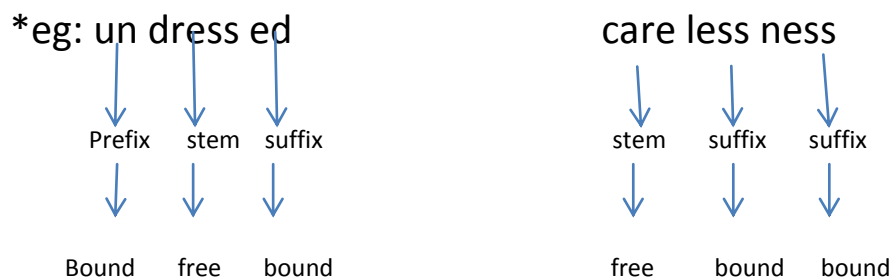 *eg: un dress ed care less ness
Prefix stem suffix stem suffix suffix
Bound free bound free bound bound